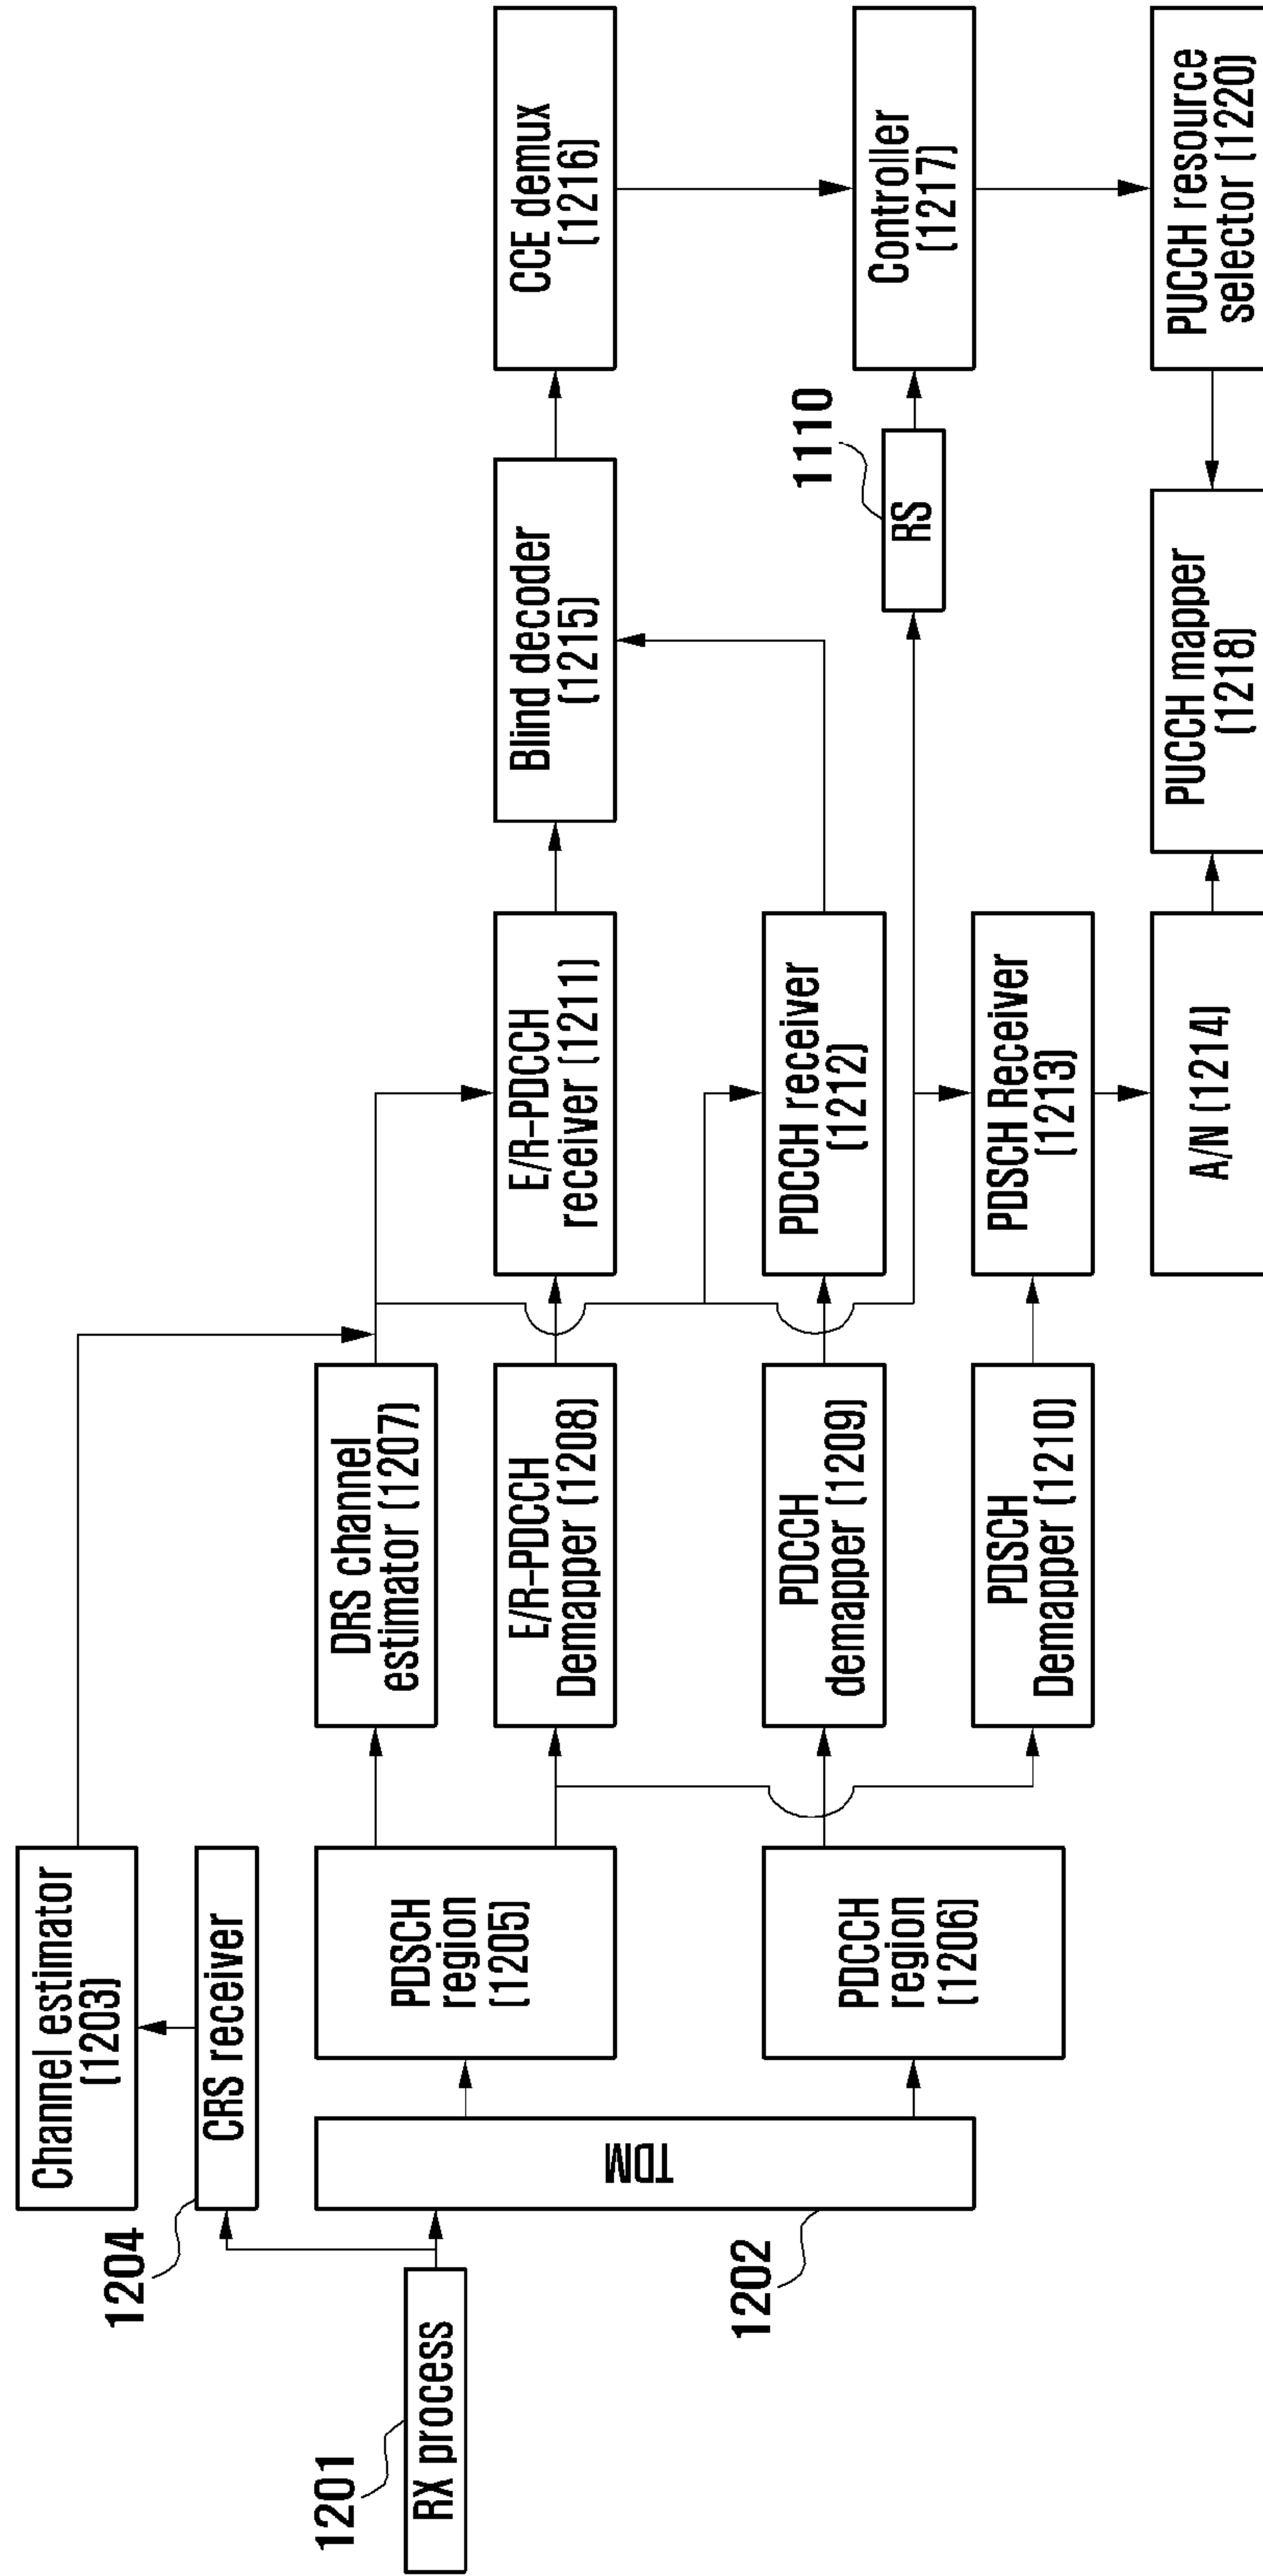 Channel estimator
(1203)
1204
CRS receiver
1201
RX process
TDM
1202
PDSCH
region
(1205)
PDCCH
region
(1206)
DRS channel
estimator (1207)
E/R-PDCCH
Demapper (1208)
PDCCH
demapper (1209)
PDSCH
Demapper (1210)
E/R-PDCCH
receiver (1211)
PDCCH receiver
(1212)
PDSCH Receiver
(1213)
A/N (1214)
Blind decoder
(1215)
CCE demux
(1216)
1110
RS
Controller
(1217)
PUCCH mapper
(1218)
PUCCH resource
selector (1220)